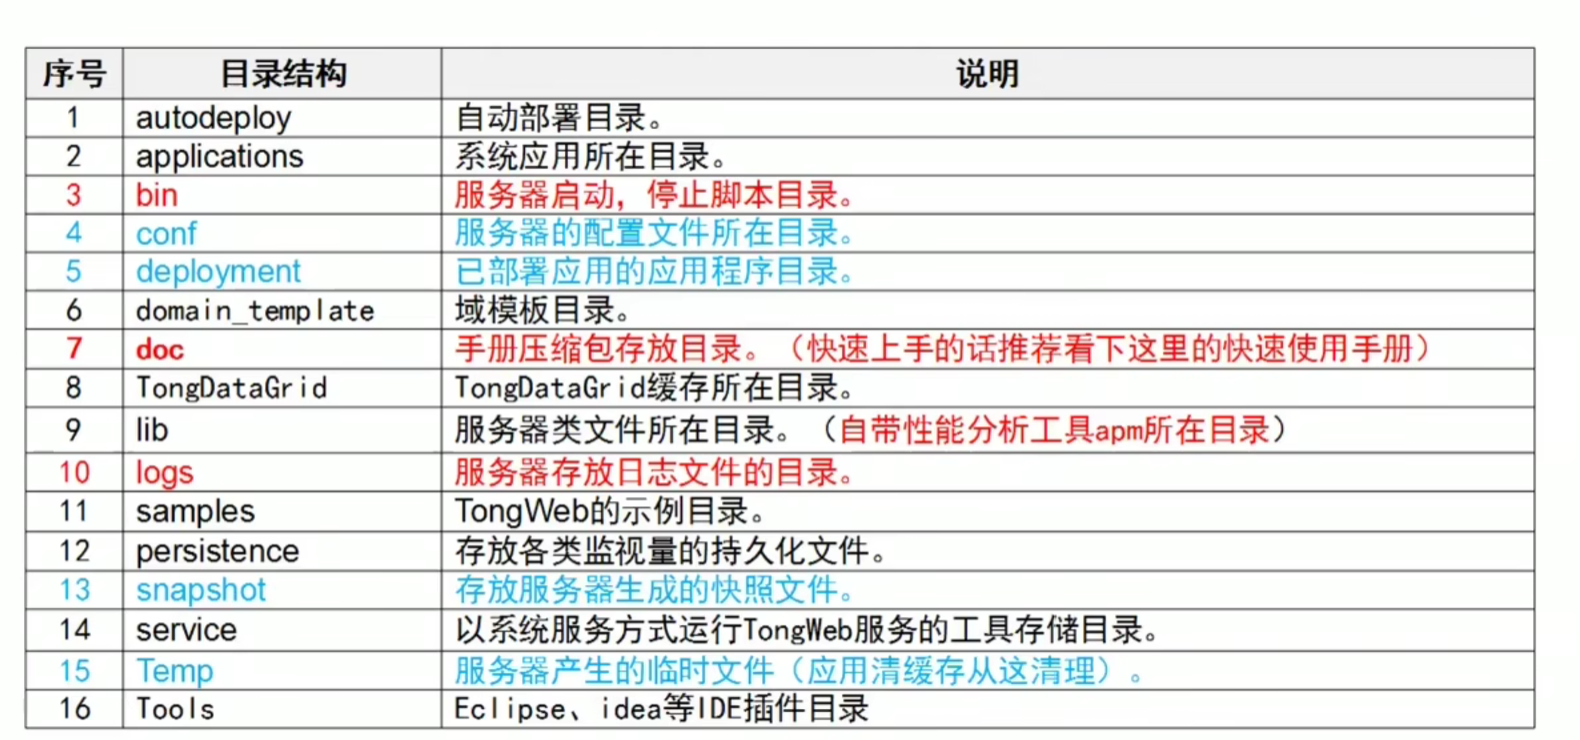 序号 目录结构 说明
1 autodeploy 自动部署目录。
2 applications 系统应用所在目录。
3 bin 服务器启动，停止脚本目录。
4 conf 服务器的配置文件所在目录。
5 deployment 已部署应用的应用程序目录。
6 domain_template 域模板目录。
7 doc 手册压缩包存放目录。（快速上手的话推荐看下这里的快速使用手册）
8 TongDataGrid TongDataGrid缓存所在目录。
9 lib 服务器类文件所在目录。（自带性能分析工具apm所在目录）
10 logs 服务器存放日志文件的目录。
11 samples TongWeb的示例目录。
12 persistence 存放各类监视量的持久化文件。
13 snapshot 存放服务器生成的快照文件。
14 service 以系统服务方式运行TongWeb服务的工具存储目录。
15 Temp 服务器产生的临时文件（应用清缓存从这清理）。
16 Tools Eclipse、idea等IDE插件目录